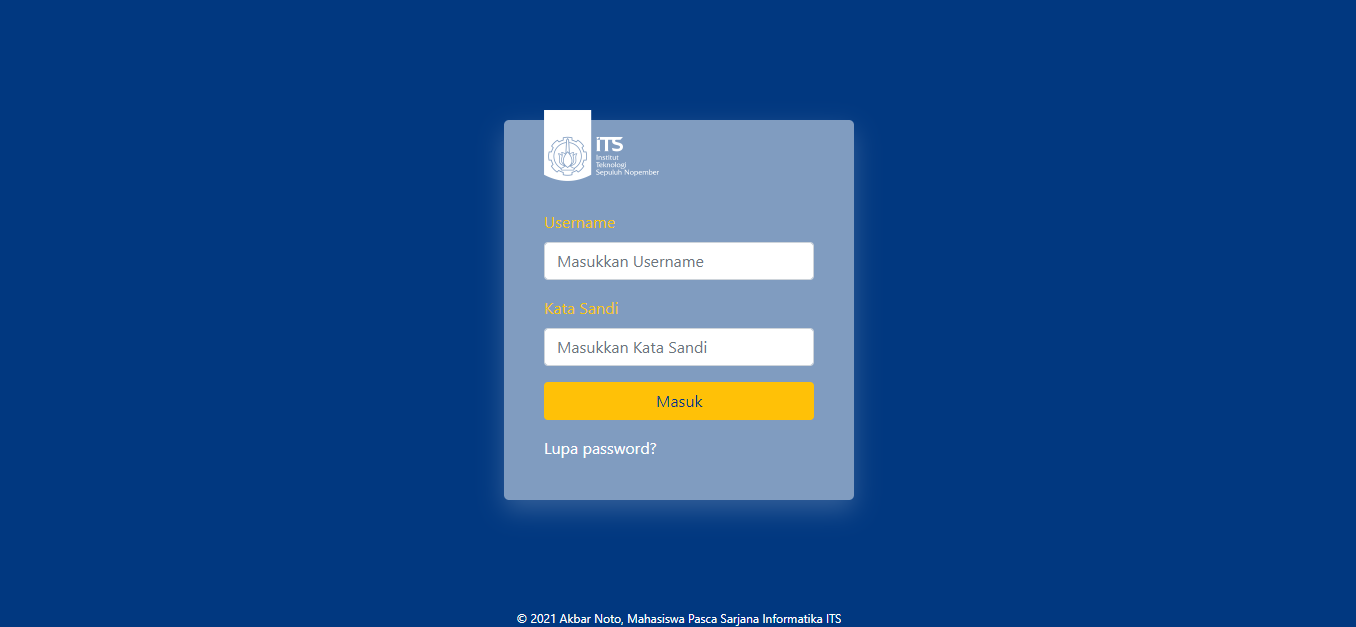 iTS
Institut
Teknologi
Sepuluh Nopember
Username
Masukkan Username
Kata Sandi
Masukkan Kata Sandi
Masuk
Lupa password?
© 2021 Akbar Noto, Mahasiswa Pasca Sarjana Informatika ITS